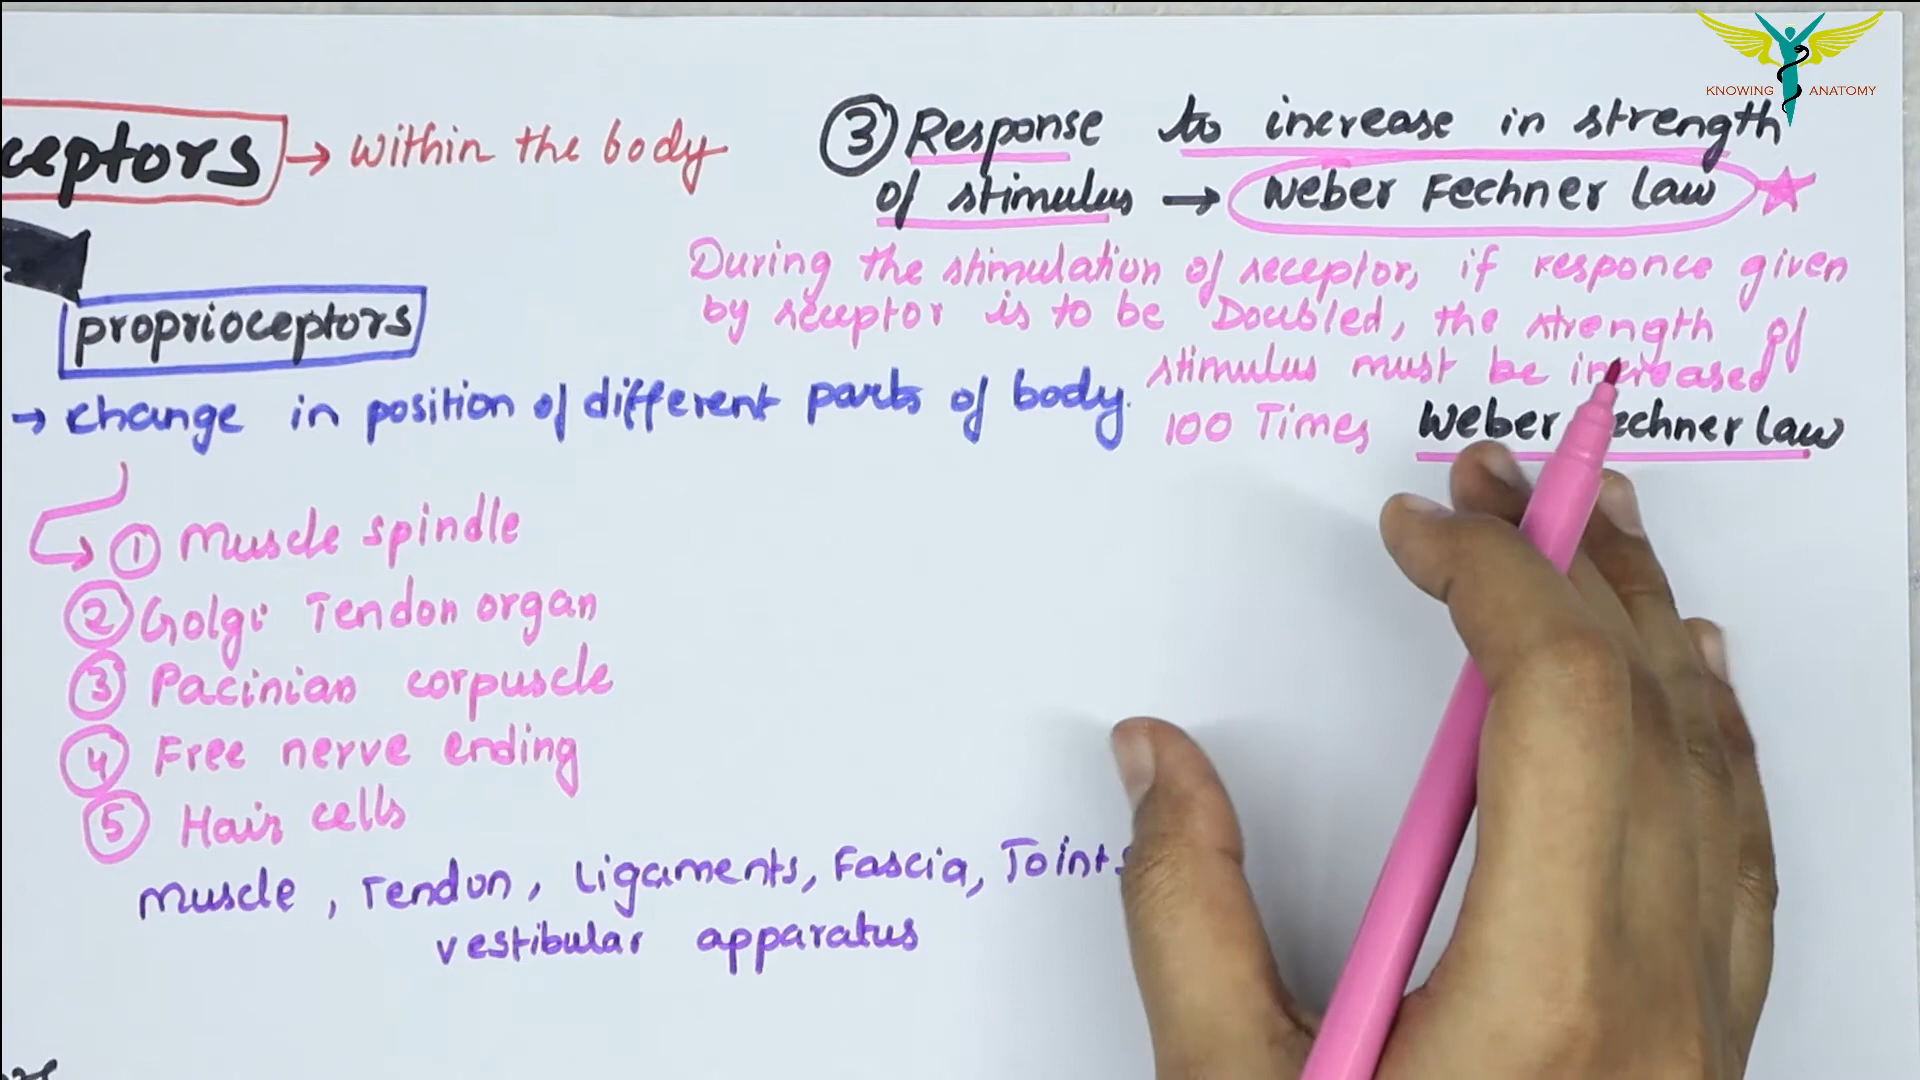 KNOWING ANATOMY
ceptors → within the body
proprioceptors
→ change in position of different parts of body.
① Muscle spindle
② Golgi Tendon organ
③ Pacinian corpuscle
④ Free nerve ending
⑤ Hair cells
Muscle, Tendon, Ligaments, Fascia, Joints
vestibular apparatus
③ Response to increase in strength
of stimulus → Weber Fechner law
During the stimulation of receptor, if responce given
by receptor is to be Doubled, the strength of
stimulus must be increased
100 Times Weber Fechner law